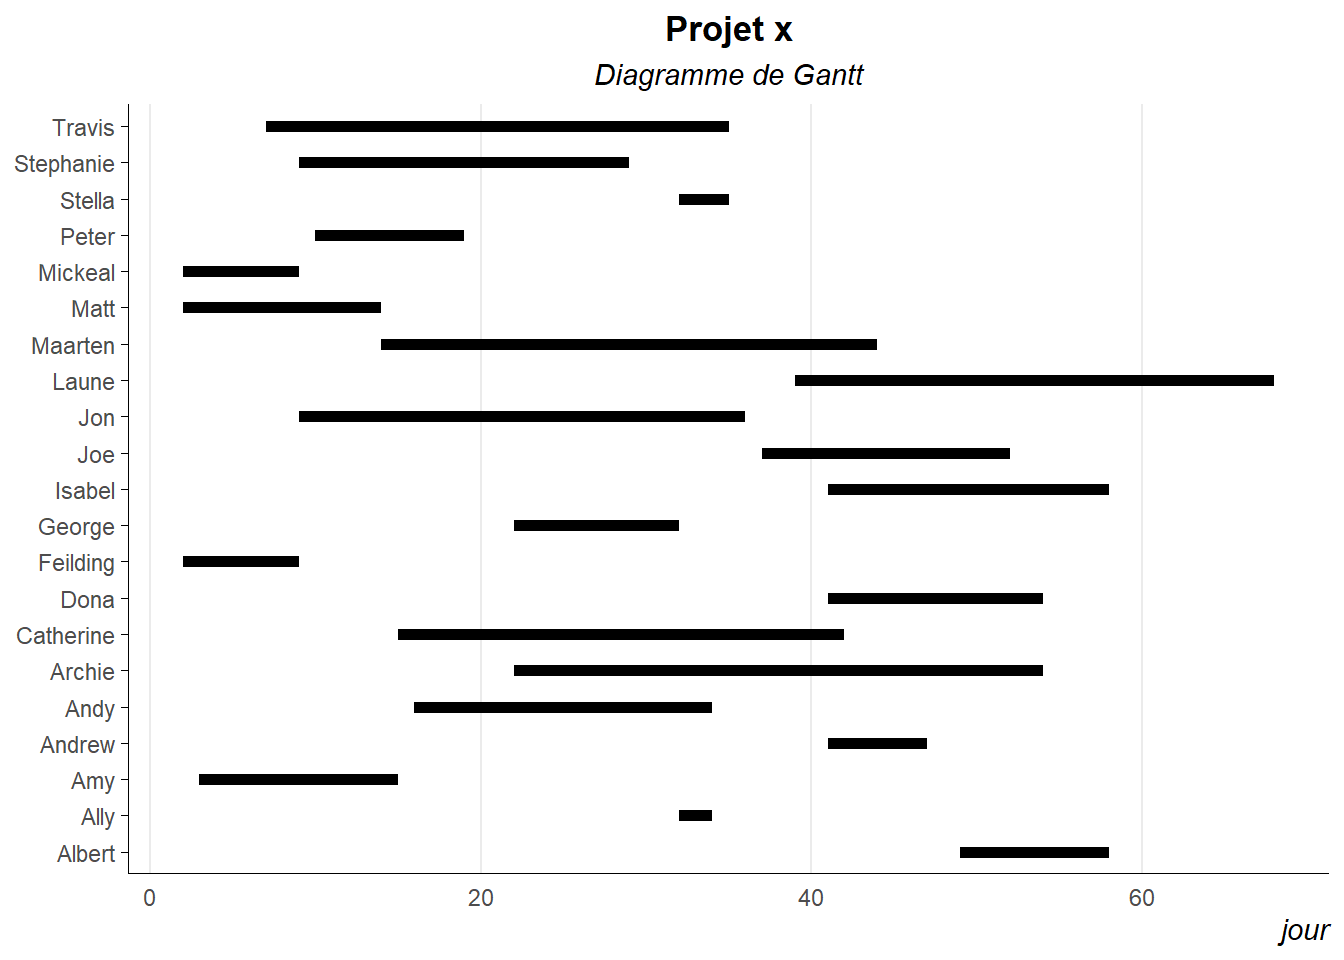 Projet x
Diagramme de Gantt
Travis
Stephanie
Stella
Peter
Mickeal
Matt
Maarten
Laune
Jon
Joe
Isabel
George
Feilding
Dona
Catherine
Archie
Andy
Andrew
Amy
Ally
Albert
0 20 40 60
jour